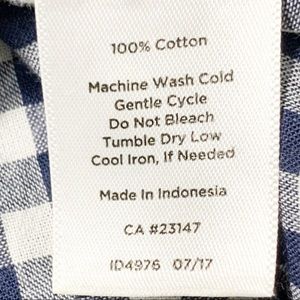 100% Cotton
Machine Wash Cold
Gentle Cycle
Do Not Bleach
Tumble Dry Low
Cool Iron, If Needed
Made In Indonesia
CA #23147
ID4976 07/17